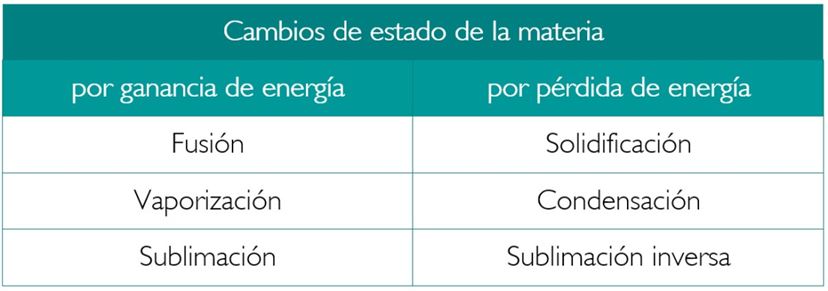 Cambios de estado de la materia
por ganancia de energía por pérdida de energía
Fusión Solidificación
Vaporización Condensación
Sublimación Sublimación inversa